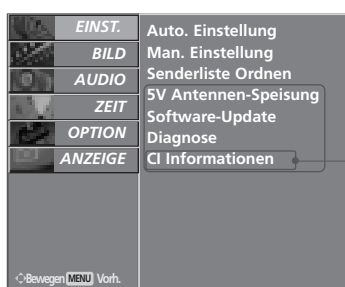 EINST.
BILD
AUDIO
ZEIT
OPTION
ANZEIGE
Auto. Einstellung
Man. Einstellung
Senderliste Ordnen
5V Antennen-Speisung
Software-Update
Diagnose
CI Informationen
Bewegen MENU Vorh.